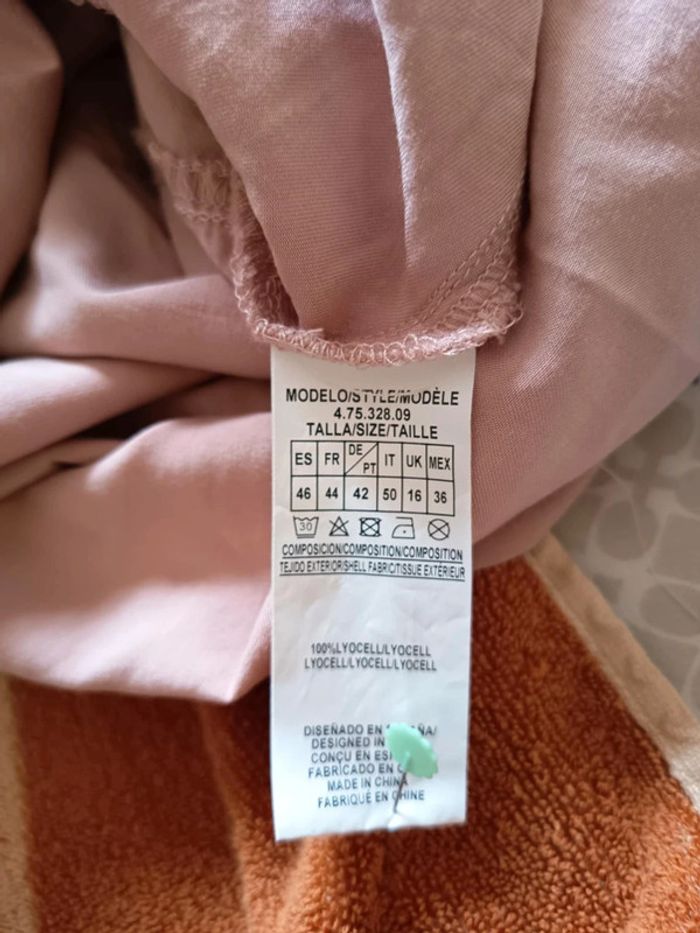 MODELO/STYLE/MODÈLE
4.75.328.09
TALLA/SIZE/TAILLE
ES FR DE PT IT UK MEX
46 44 42 50 16 36
30
COMPOSICION/COMPOSITION/COMPOSITION
TEJIDO EXTERIOR/SHELL FABRIC/TISSUE EXTÉRIEUR
100%LYOCELL/LYOCELL
LYOCELL/LYOCELL/LYOCELL
DISEÑADO EN
DESIGNED IN
CONÇU EN
FABRICADO EN
MADE IN CHINA
FABRIQUÉ EN CHINE